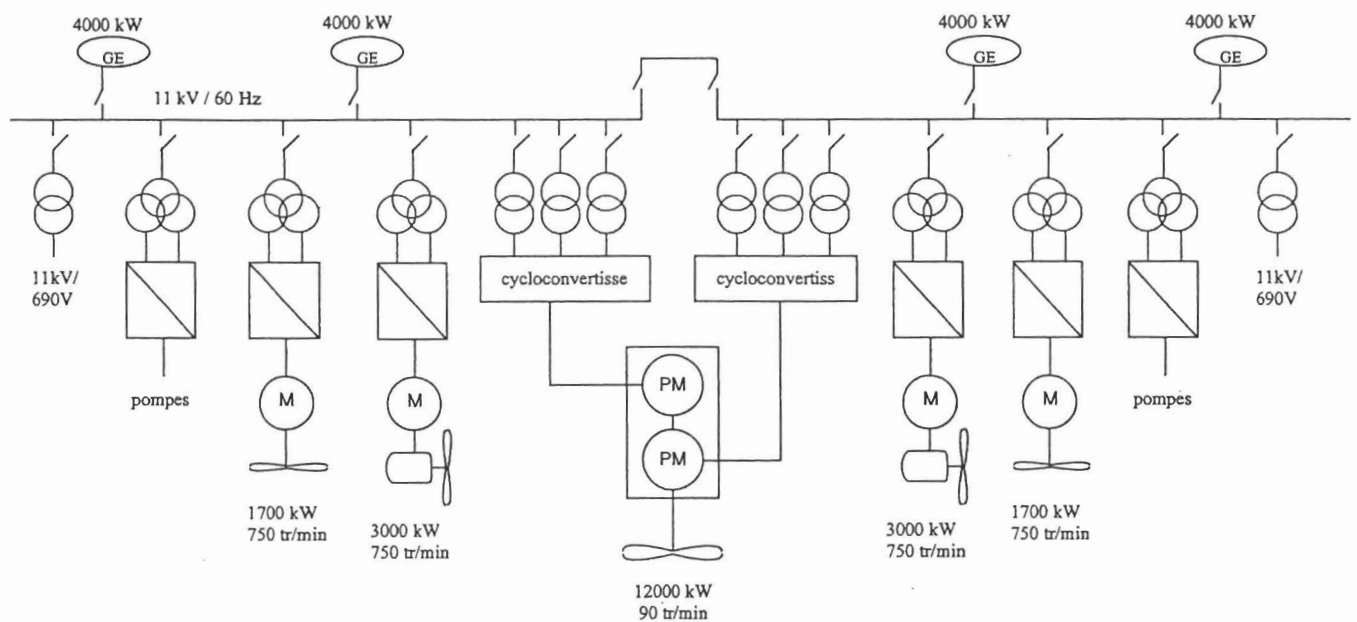 4000 kW
4000 kW
4000 kW
4000 kW
GE
GE
GE
GE
11 kV / 60 Hz
11kV/
690V
cycloconvertisse
cycloconvertiss
11kV/
690V
pompes
M
M
PM
PM
M
M
pompés
1700 kW
750 tr/min
3000 kW
750 tr/min
12000 kW
90 tr/min
3000 kW
750 tr/min
1700 kW
750 tr/min